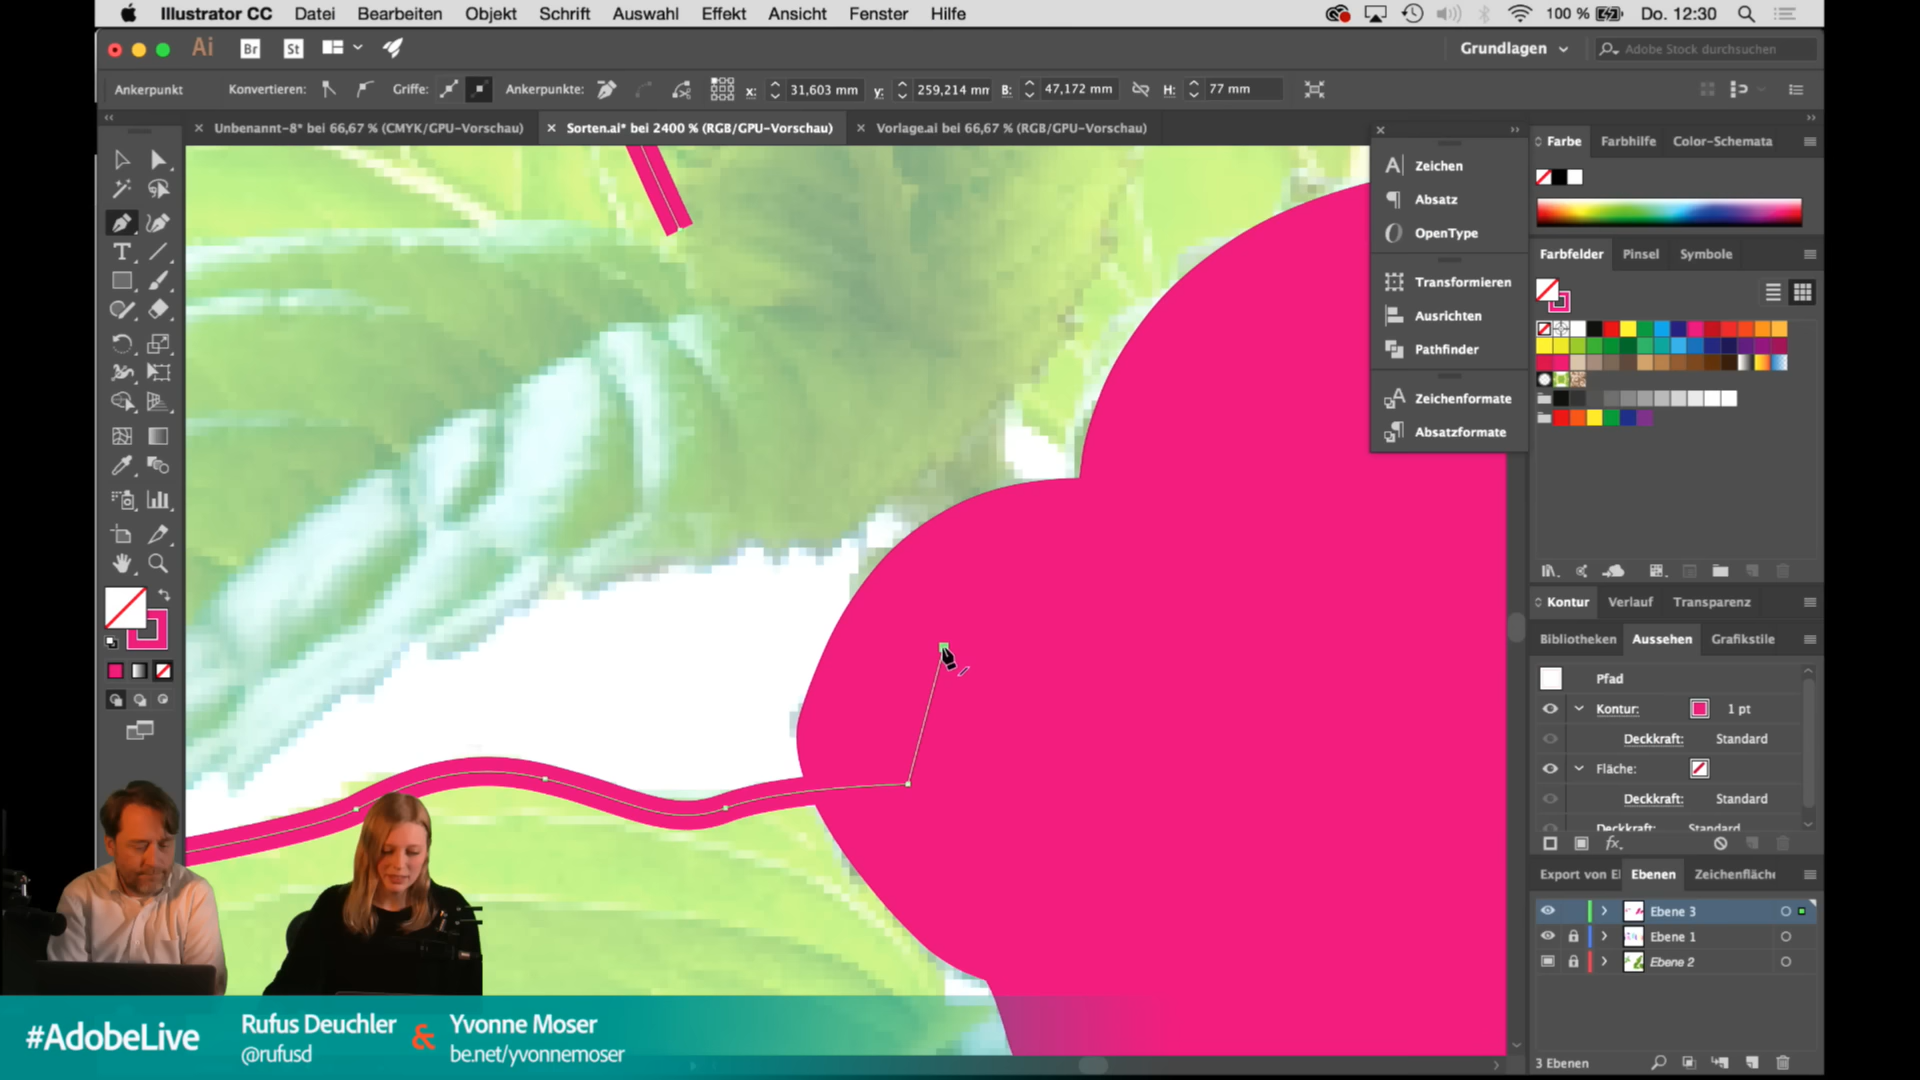 Illustrator CC Datei Bearbeiten Objekt Schrift Auswahl Effekt Ansicht Fenster Hilfe 100 % Do. 12:30
Ai Br St Grundlagen Adobe Stock durchsuchen
Ankerpunkt Konvertieren: Griffe: Ankerpunkte: x: 31,603 mm y: 259,214 mm B: 47,172 mm H: 77 mm
Unbenannt-8* bei 66,67 % (CMYK/GPU-Vorschau) Sorten.ai* bei 2400 % (RGB/GPU-Vorschau) Vorlage.ai bei 66,67 % (RGB/GPU-Vorschau)
Farbe Farbhilfe Color-Schemata
Zeichen
Absatz
OpenType
Transformieren
Ausrichten
Pathfinder
Zeichenformate
Absatzformate
Farbfelder Pinsel Symbole
Kontur Verlauf Transparenz
Bibliotheken Aussehen Grafikstile
Pfad
Kontur: 1 pt
Deckkraft: Standard
Fläche:
Deckkraft: Standard
Deckkraft: Standard
fx.
Export von El Ebenen Zeichenfläche
Ebene 3
Ebene 1
Ebene 2
3 Ebenen
#AdobeLive
Rufus Deuchler & Yvonne Moser
@rufusd be.net/yvonnemoser